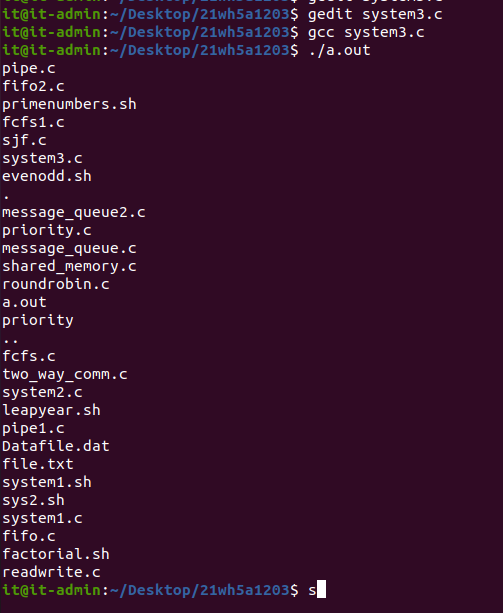 it@it-admin:~/Desktop/21wh5a1203$ gedit system3.c
it@it-admin:~/Desktop/21wh5a1203$ gcc system3.c
it@it-admin:~/Desktop/21wh5a1203$ ./a.out
pipe.c
fifo2.c
primenumbers.sh
fcfs1.c
sjf.c
system3.c
evenodd.sh
.
message_queue2.c
priority.c
message_queue.c
shared_memory.c
roundrobin.c
a.out
priority
..
fcfs.c
two_way_comm.c
system2.c
leapyear.sh
pipe1.c
Datafile.dat
file.txt
system1.sh
sys2.sh
system1.c
fifo.c
factorial.sh
readwrite.c
it@it-admin:~/Desktop/21wh5a1203$ s